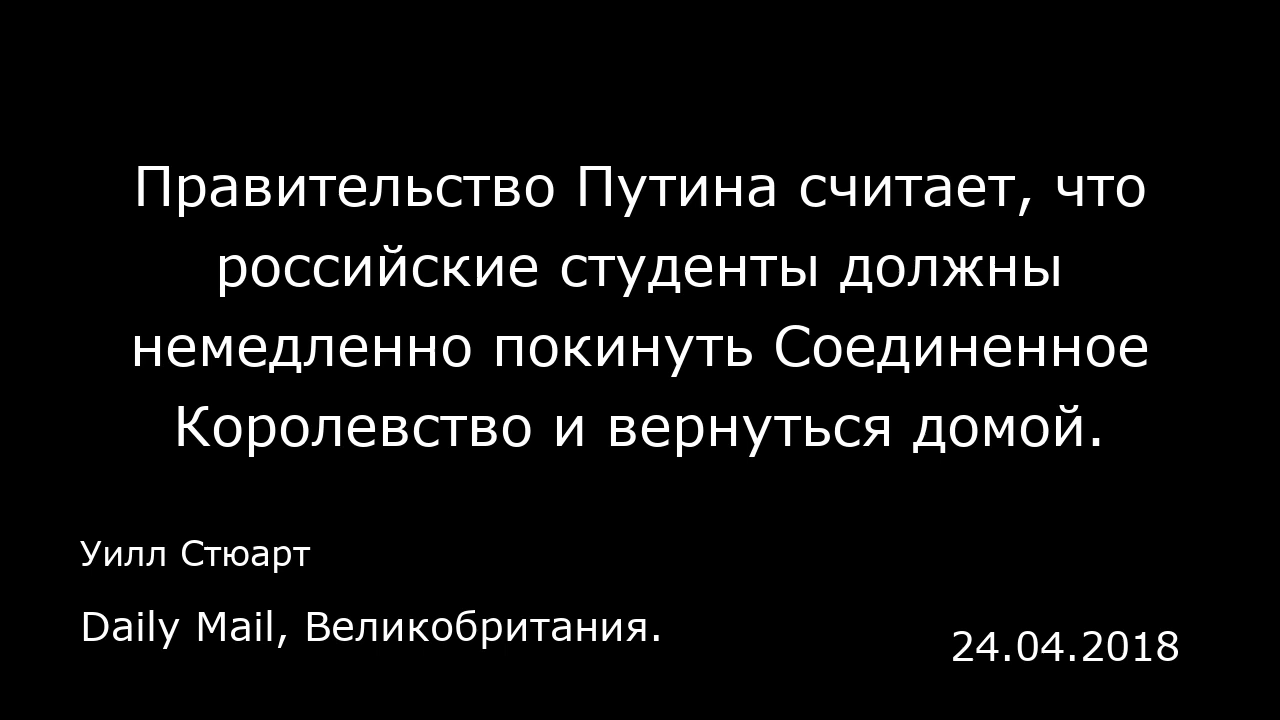 Правительство Путина считает, что
российские студенты должны
немедленно покинуть Соединенное
Королевство и вернуться домой.
Уилл Стюарт
Daily Mail, Великобритания.
24.04.2018